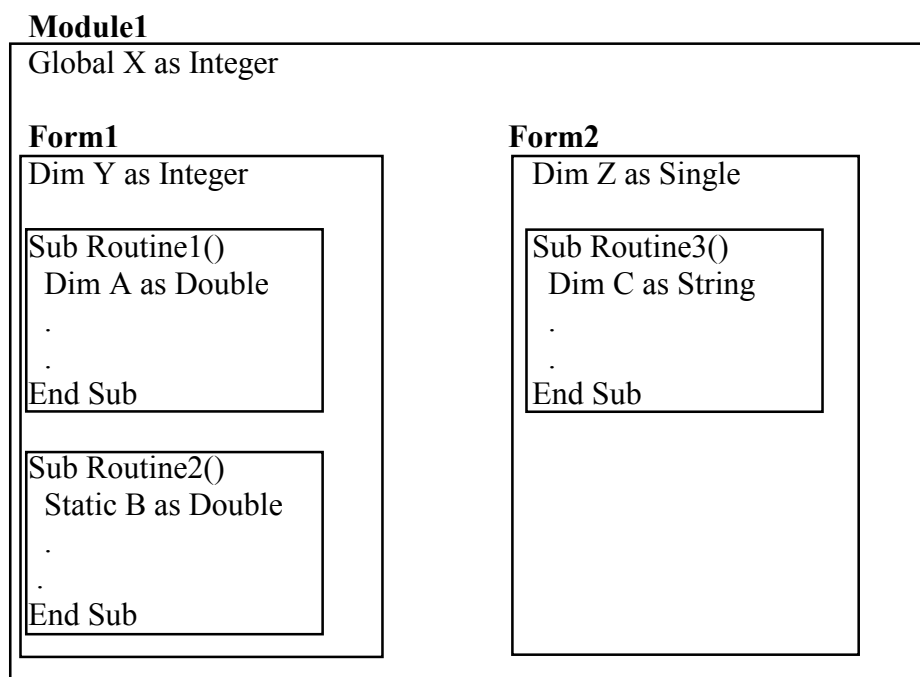 Module1
Global X as Integer
Form1
Dim Y as Integer
Sub Routine1()
Dim A as Double
.
.
End Sub
Sub Routine2()
Static B as Double
.
.
End Sub
Form2
Dim Z as Single
Sub Routine3()
Dim C as String
.
.
End Sub